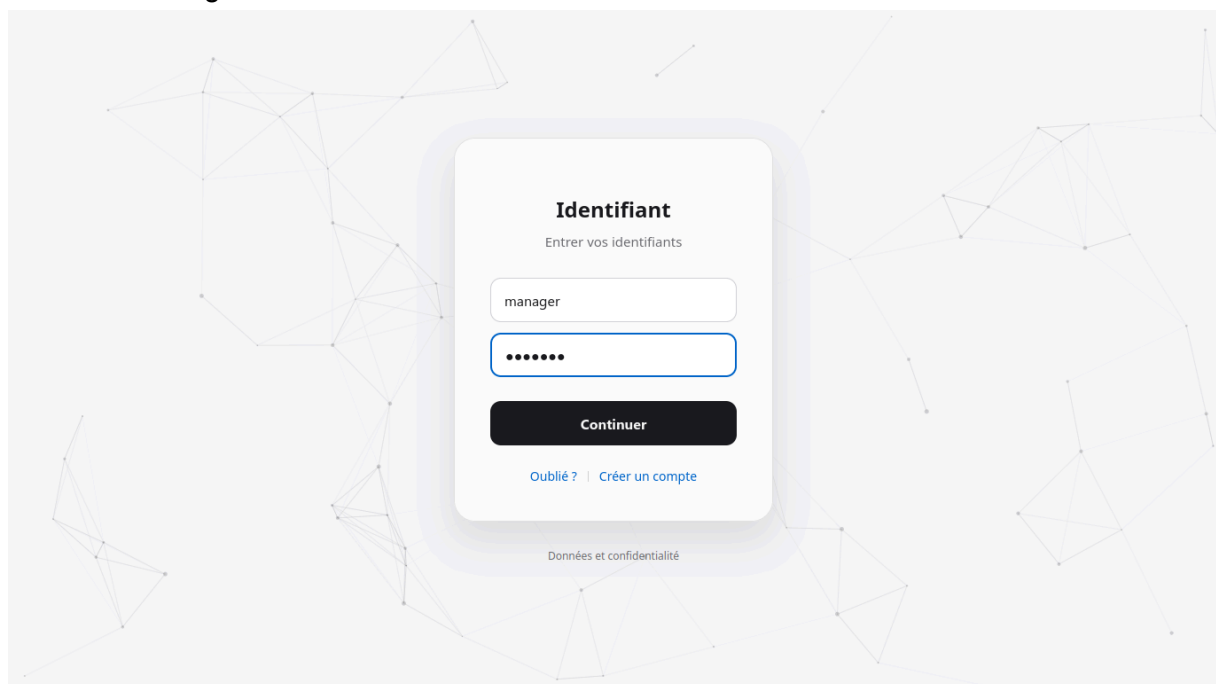 Identifiant
Entrer vos identifiants
manager
•••••••
Continuer
Oublié ? | Créer un compte
Données et confidentialité